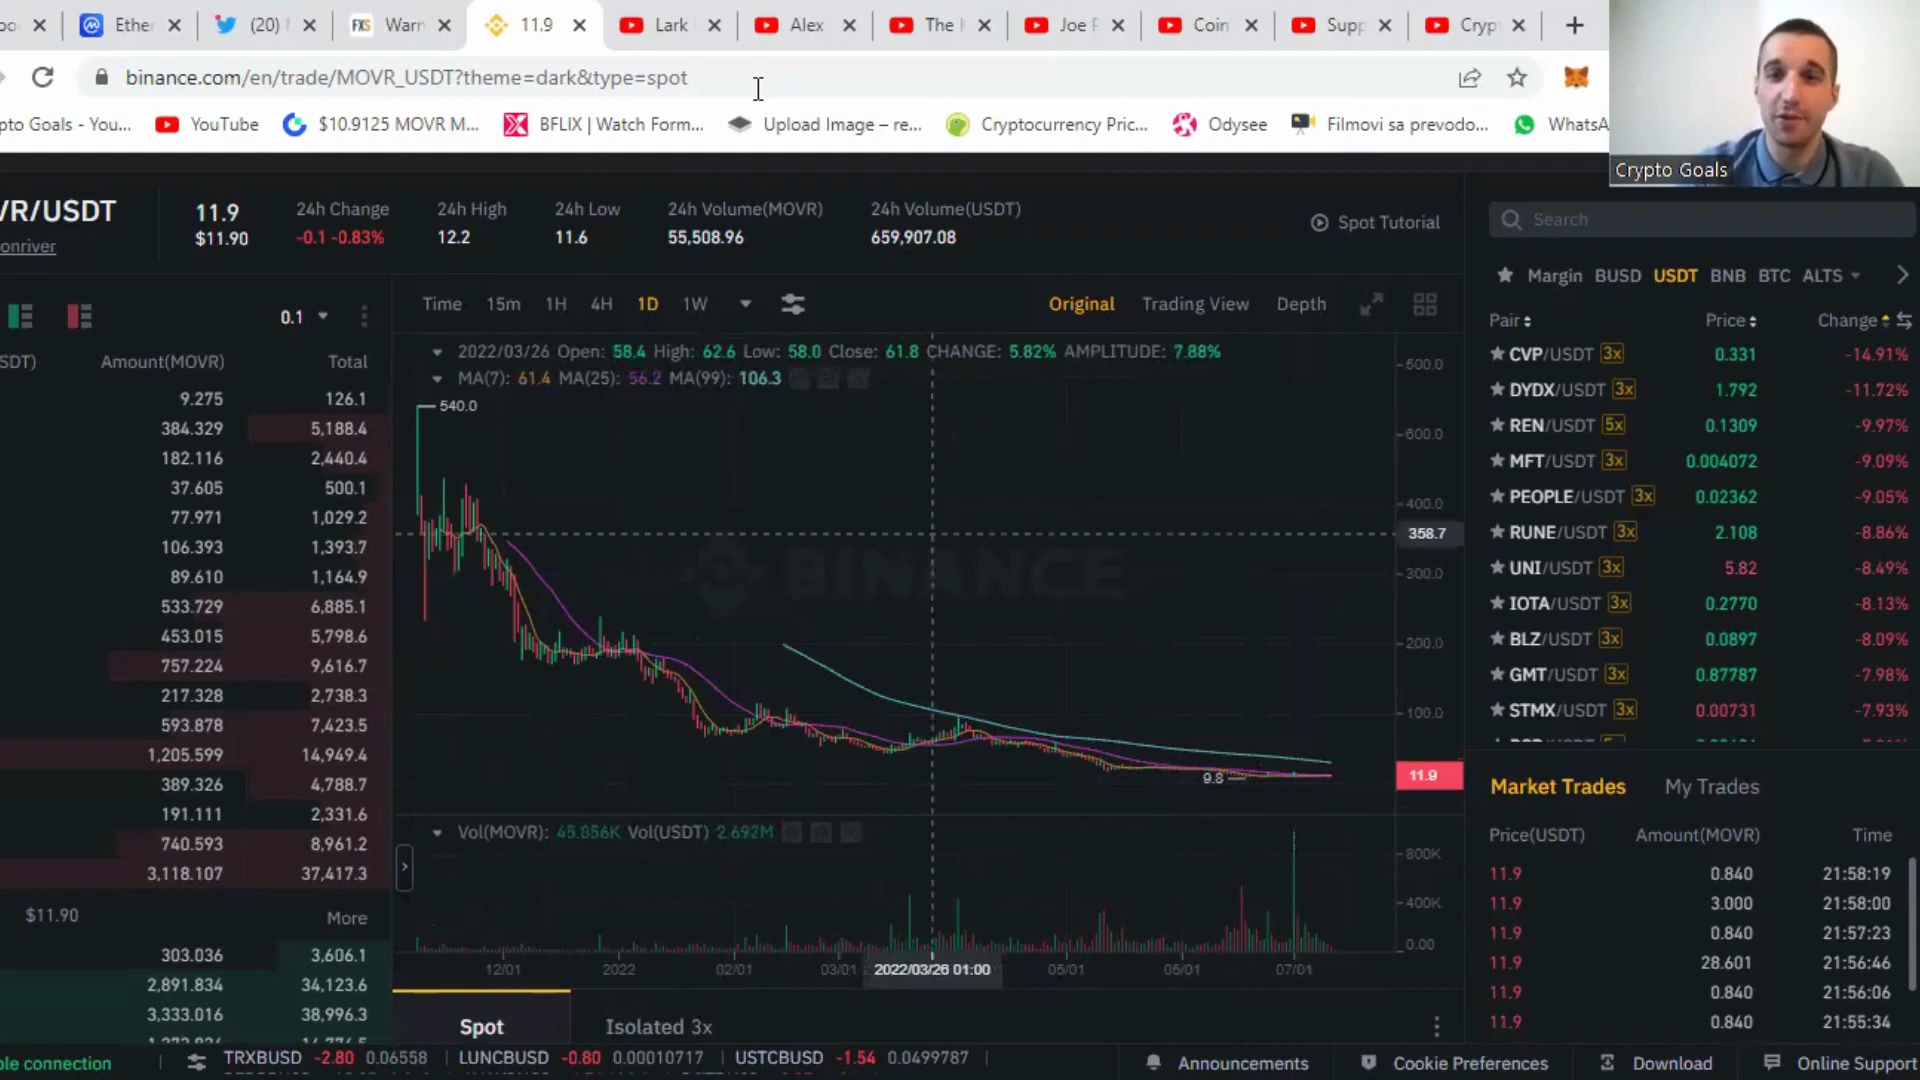 Ether
(20)
Warn
11.9
Lark
Alex
The
Joe
Coin
Supp
Cryp
binance.com/en/trade/MOVR_USDT?theme=dark&type=spot
pto Goals - You...
YouTube
$10.9125 MOVR M...
BFLIX | Watch Form...
Upload Image – re...
Cryptocurrency Pric...
Odysee
Filmovi sa prevodo...
WhatsA
Crypto Goals
VR/USDT
onriver
11.9
$11.90
24h Change
-0.1 -0.83%
24h High
12.2
24h Low
11.6
24h Volume(MOVR)
55,508.96
24h Volume(USDT)
659,907.08
Spot Tutorial
Search
Margin BUSD USDT BNB BTC ALTS
0.1
SDT) Amount(MOVR) Total
9.275 126.1
384.329 5,188.4
182.116 2,440.4
37.605 500.1
77.971 1,029.2
106.393 1,393.7
89.610 1,164.9
533.729 6,885.1
453.015 5,798.6
757.224 9,616.7
217.328 2,738.3
593.878 7,423.5
1,205.599 14,949.4
389.326 4,788.7
191.111 2,331.6
740.593 8,961.2
3,118.107 37,417.3
$11.90 More
303.036 3,606.1
2,891.834 34,123.6
3,333.016 38,996.3
Time 15m 1H 4H 1D 1W
Original Trading View Depth
2022/03/26 Open: 58.4 High: 62.6 Low: 58.0 Close: 61.8 CHANGE: 5.82% AMPLITUDE: 7.88%
MA(7): 61.4 MA(25): 56.2 MA(99): 106.3
540.0
BINANCE
9.8
600.0
400.0
358.7
300.0
200.0
100.0
11.9
Vol(MOVR): 45.056K Vol(USDT) 2.692M
800K
400K
0.00
12/01 2022 02/01 03/01 2022/03/26 01:00 05/01 06/01 07/01
Spot Isolated 3x
Pair Price Change
CVP/USDT 3x 0.331 -14.91%
DYDX/USDT 3x 1.792 -11.72%
REN/USDT 5x 0.1309 -9.97%
MFT/USDT 3x 0.004072 -9.09%
PEOPLE/USDT 3x 0.02362 -9.05%
RUNE/USDT 3x 2.108 -8.86%
UNI/USDT 3x 5.82 -8.49%
IOTA/USDT 3x 0.2770 -8.13%
BLZ/USDT 3x 0.0897 -8.09%
GMT/USDT 3x 0.87787 -7.98%
STMX/USDT 3x 0.00731 -7.93%
Market Trades My Trades
Price(USDT) Amount(MOVR) Time
11.9 0.840 21:58:19
11.9 3.000 21:58:00
11.9 0.840 21:57:23
11.9 28.601 21:56:46
11.9 0.840 21:56:06
11.9 0.840 21:55:34
ble connection
TRXBUSD -2.80 0.06558
LUNCBUSD -0.80 0.00010717
USTCBUSD -1.54 0.0499787
Announcements
Cookie Preferences
Download
Online Support